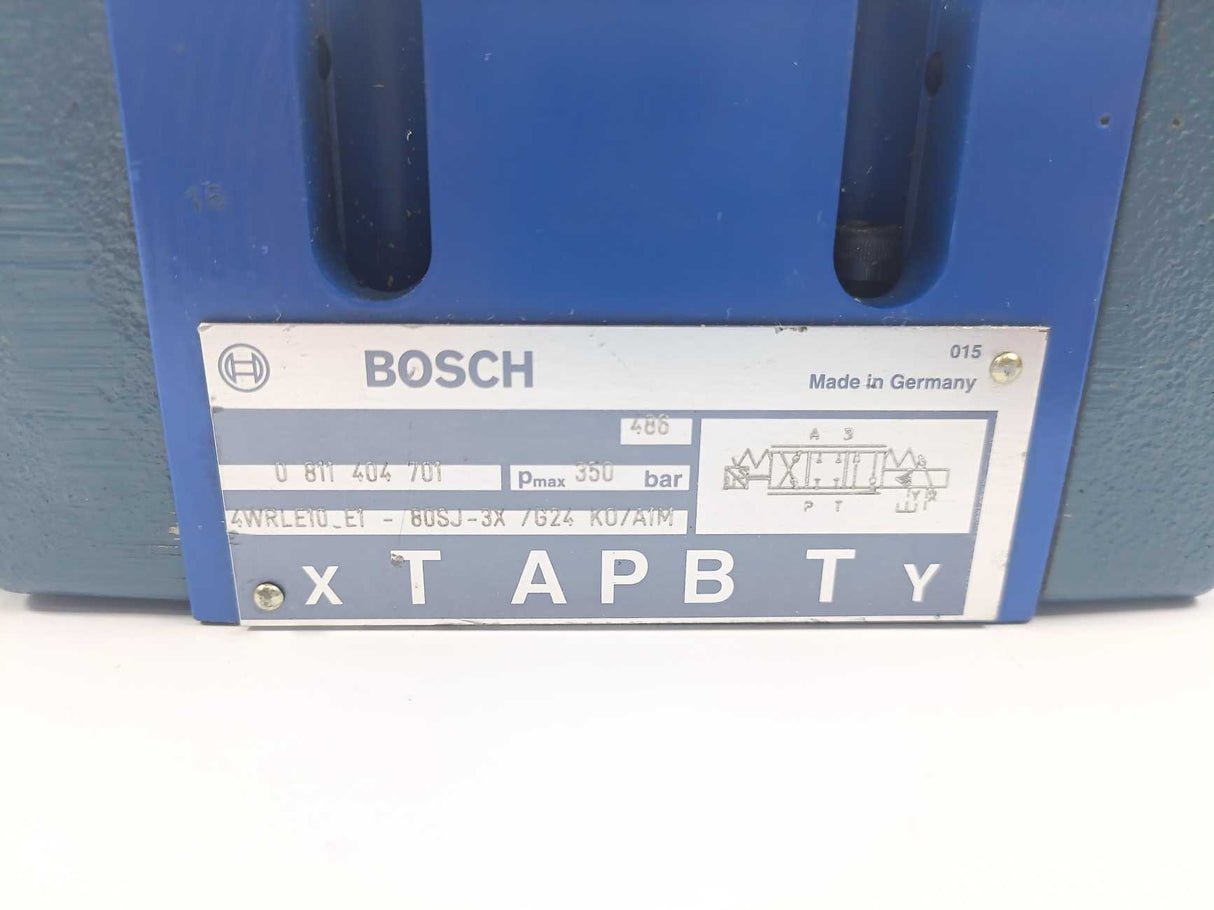 15
BOSCH
015
Made in Germany
486
0 811 404 701
pmax 350 bar
4WRLE10_E1 - 80SJ-3X /G24 K0/A1M
A B
P T
X T A P B T Y